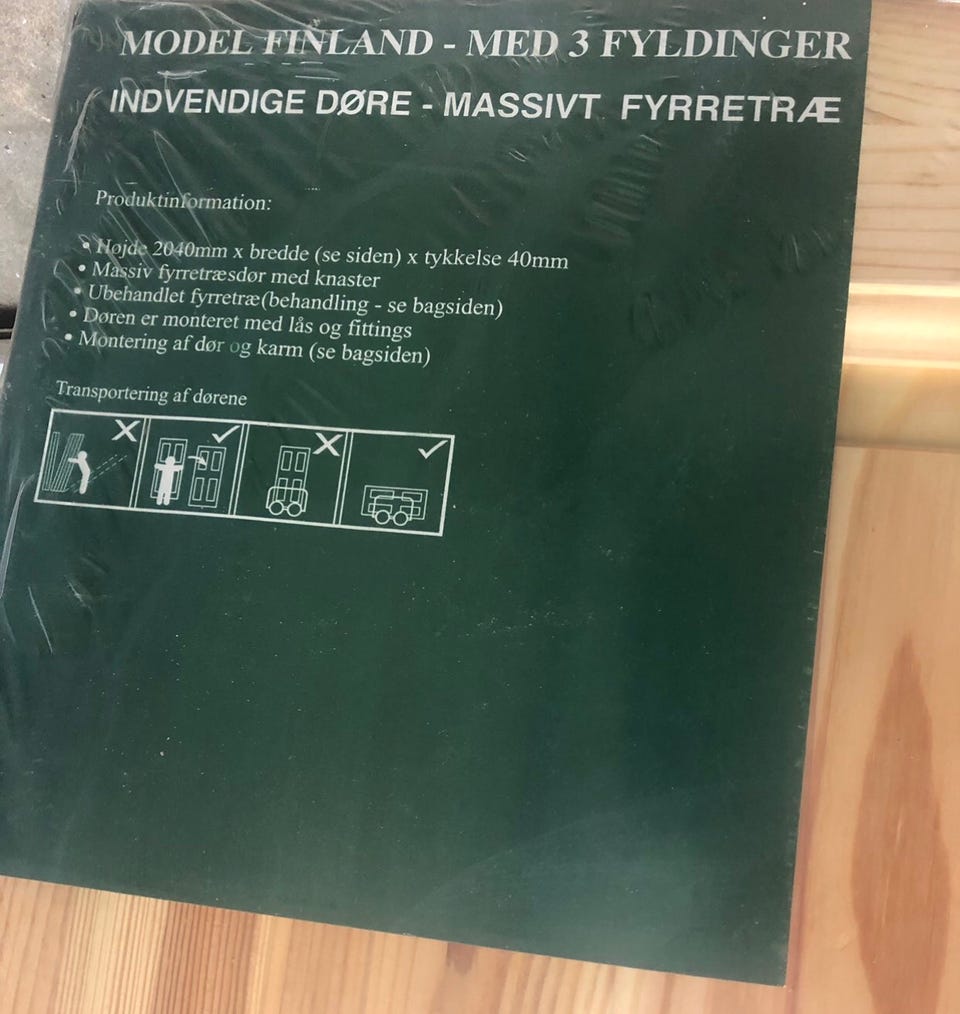 MODEL FINLAND - MED 3 FYLDINGER
INDVENDIGE DØRE - MASSIVT FYRRETRÆ
Produktinformation:
• Højde 2040mm x bredde (se siden) x tykkelse 40mm
• Massiv fyrretræsdør med knaster
• Ubehandlet fyrretræ(behandling - se bagsiden)
• Døren er monteret med lås og fittings
• Montering af dør og karm (se bagsiden)
Transportering af dørene